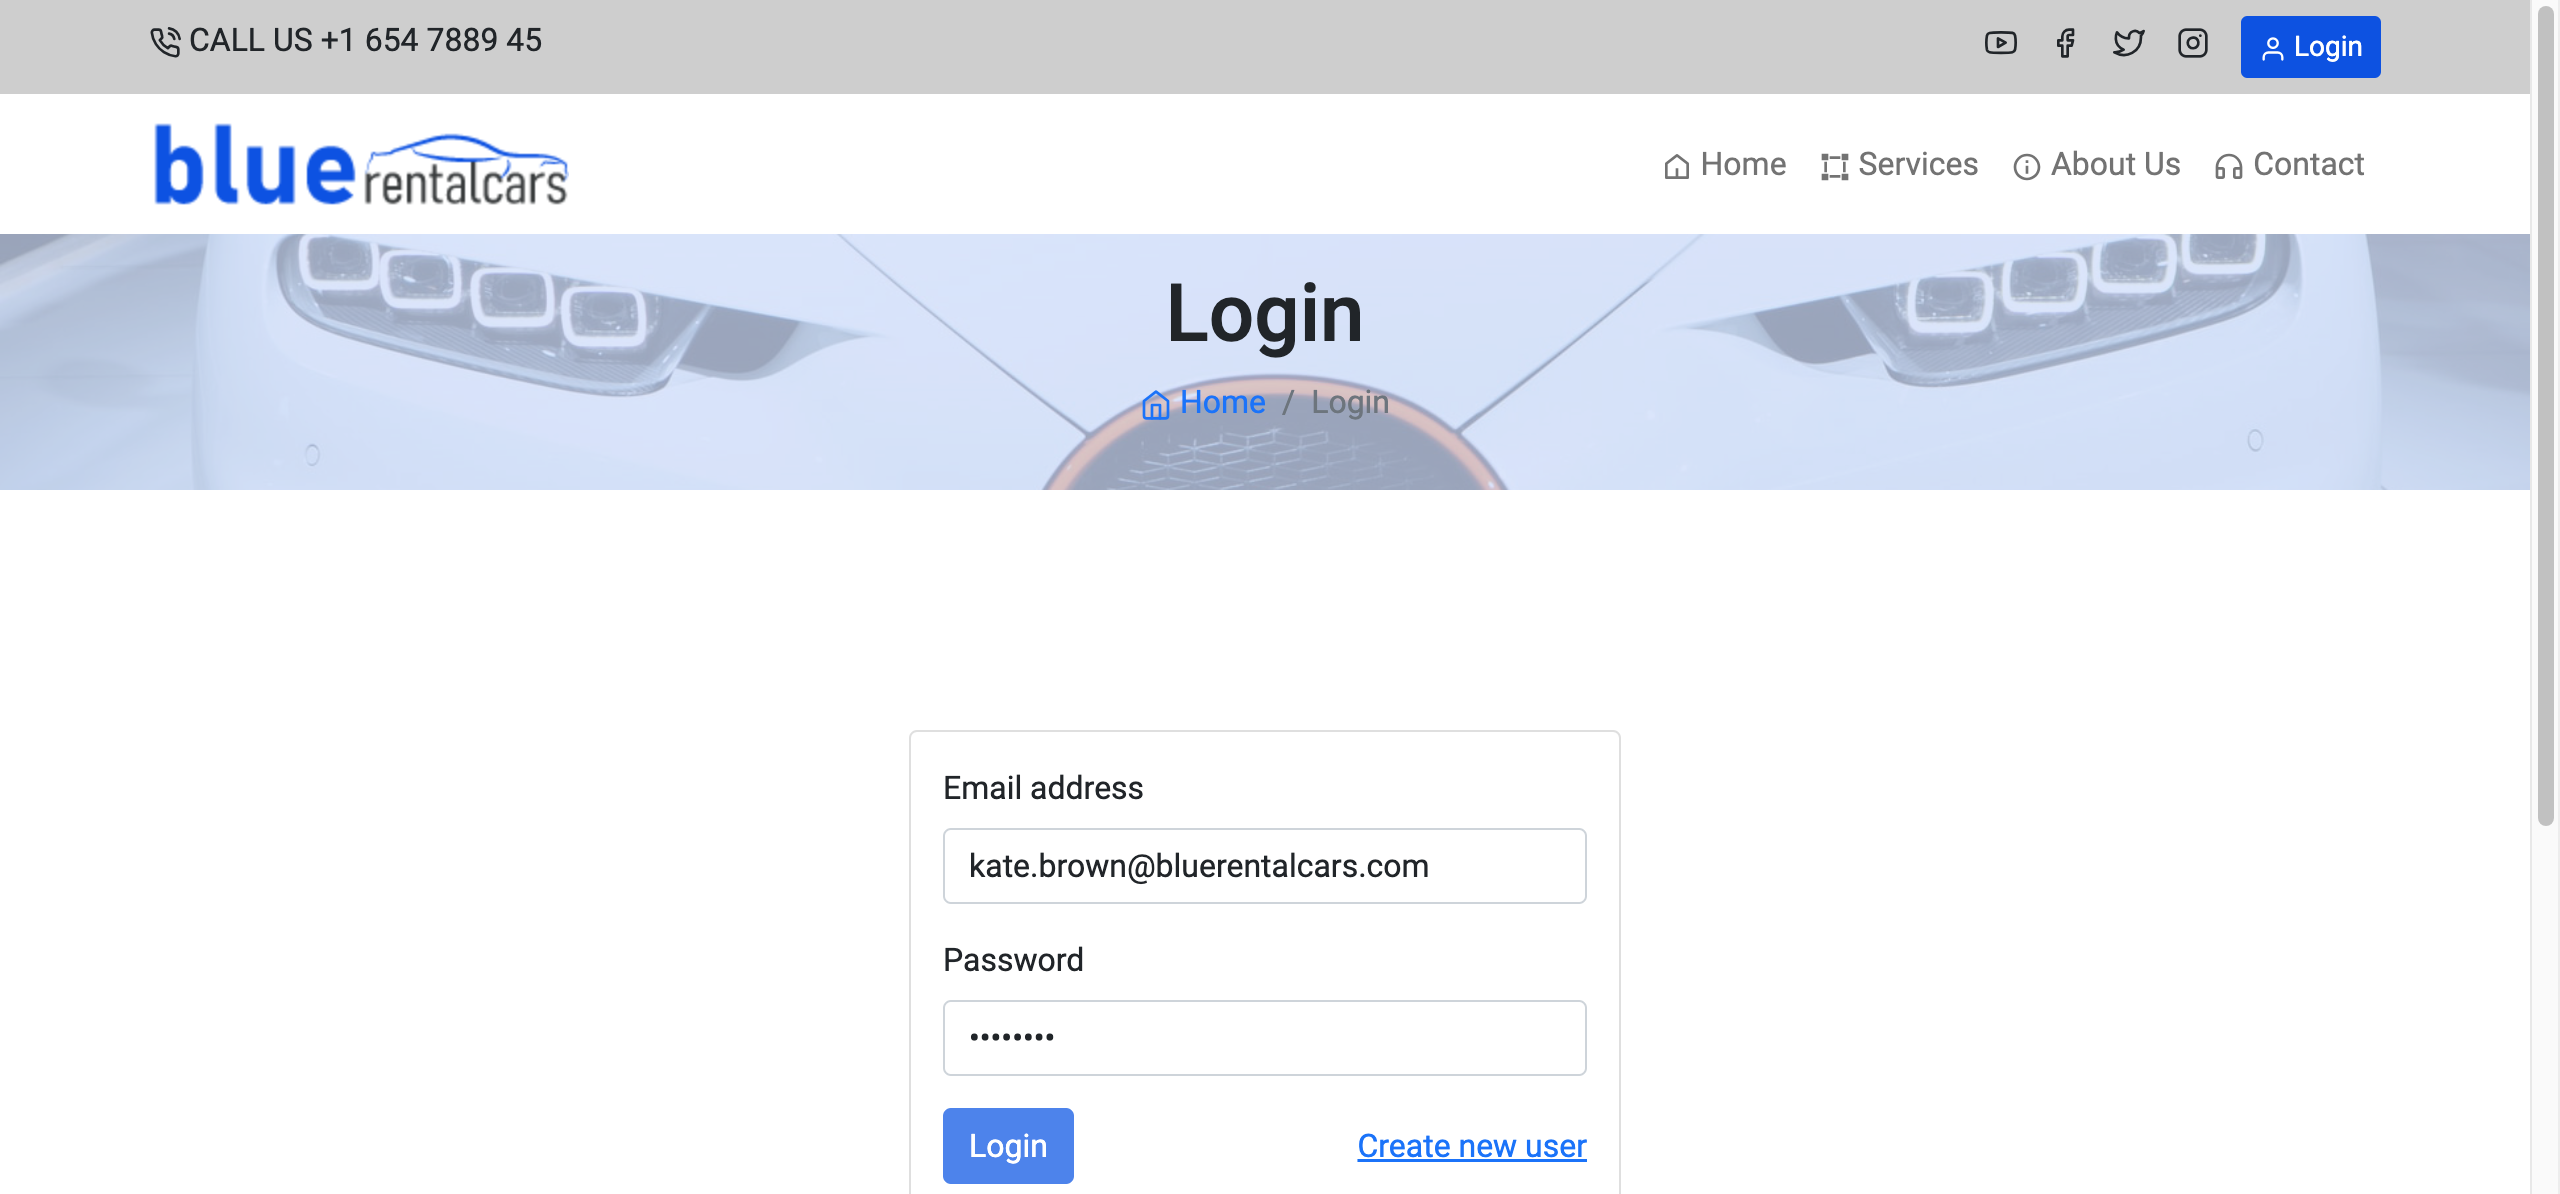 CALL US +1 654 7889 45
Login
blue rentalcars
Home Services About Us Contact
Login
Home / Login
Email address
kate.brown@bluerentalcars.com
Password
••••••••
Login
Create new user